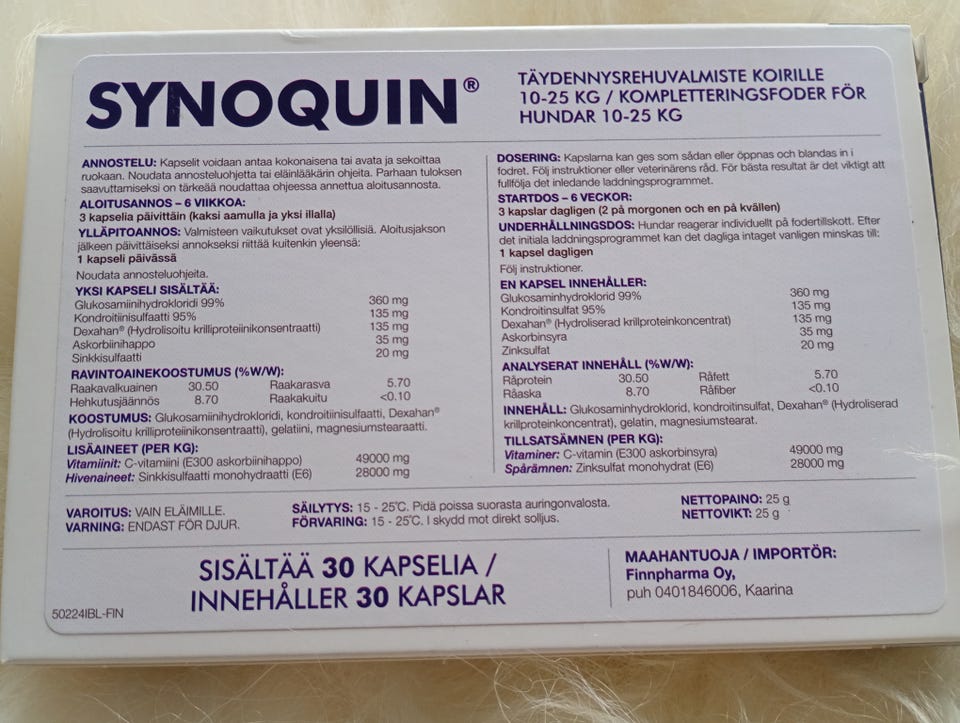 SYNOQUIN®
TÄYDENNYSREHUVALMISTE KOIRILLE
10-25 KG / KOMPLETTERINGSFODER FÖR
HUNDAR 10-25 KG
ANNOSTELU: Kapselit voidaan antaa kokonaisena tai avata ja sekoittaa
ruokaan. Noudata annosteluohjetta tai eläinlääkärin ohjeita. Parhaan tuloksen
saavuttamiseksi on tärkeää noudattaa ohjeessa annettua aloitusannosta.
ALOITUSANNOS – 6 VIIKKOA:
3 kapselia päivittäin (kaksi aamulla ja yksi illalla)
YLLÄPITOANNOS: Valmisteen vaikutukset ovat yksilöllisiä. Aloitusjakson
jälkeen päivittäiseksi annokseksi riittää kuitenkin yleensä:
1 kapseli päivässä
Noudata annosteluohjeita.
YKSI KAPSELI SISÄLTÄÄ:
Glukosamiinihydrokloridi 99% 360 mg
Kondroitiinisulfaatti 95% 135 mg
Dexahan® (Hydrolisoitu krilliproteiinikonsentraatti) 135 mg
Askorbiinihappo 35 mg
Sinkkisulfaatti 20 mg
RAVINTOAINEKOOSTUMUS (%W/W):
Raakavalkuainen 30.50 Raakarasva 5.70
Hehkutusjäännös 8.70 Raakakuitu <0.10
KOOSTUMUS: Glukosamiinihydrokloridi, kondroitiinisulfaatti, Dexahan®
(Hydrolisoitu krilliproteiinikonsentraatti), gelatiini, magnesiumstearaatti.
LISÄAINEET (PER KG):
Vitamiinit: C-vitamiini (E300 askorbiinihappo) 49000 mg
Hivenaineet: Sinkkisulfaatti monohydraatti (E6) 28000 mg
DOSERING: Kapslarna kan ges som sådan eller öppnas och blandas in i
fodret. Följ instruktioner eller veterinärens råd. För bästa resultat är det viktigt att
fullfölja det inledande laddningsprogrammet.
STARTDOS – 6 VECKOR:
3 kapslar dagligen (2 på morgonen och en på kvällen)
UNDERHÅLLNINGSDOS: Hundar reagerar individuellt på fodertillskott. Efter
det initiala laddningsprogrammet kan det dagliga intaget vanligen minskas till:
1 kapsel dagligen
Följ instruktioner.
EN KAPSEL INNEHÅLLER:
Glukosaminhydroklorid 99% 360 mg
Kondroitinsulfat 95% 135 mg
Dexahan® (Hydroliserad krillproteinkoncentrat) 135 mg
Askorbinsyra 35 mg
Zinksulfat 20 mg
ANALYSERAT INNEHÅLL (%W/W):
Råprotein 30.50 Råfett 5.70
Råaska 8.70 Råfiber <0.10
INNEHÅLL: Glukosaminhydroklorid, kondroitinsulfat, Dexahan® (Hydroliserad
krillproteinkoncentrat), gelatin, magnesiumstearat.
TILLSATSÄMNEN (PER KG):
Vitaminer: C-vitamin (E300 askorbinsyra) 49000 mg
Spårämnen: Zinksulfat monohydrat (E6) 28000 mg
VAROITUS: VAIN ELÄIMILLE.
VARNING: ENDAST FÖR DJUR.
SÄILYTYS: 15 - 25°C. Pidä poissa suorasta auringonvalosta.
FÖRVARING: 15 - 25°C. I skydd mot direkt solljus.
NETTOPAINO: 25 g
NETTOVIKT: 25 g
SISÄLTÄÄ 30 KAPSELIA /
INNEHÅLLER 30 KAPSLAR
MAAHANTUOJA / IMPORTÖR:
Finnpharma Oy,
puh 0401846006, Kaarina
50224IBL-FIN